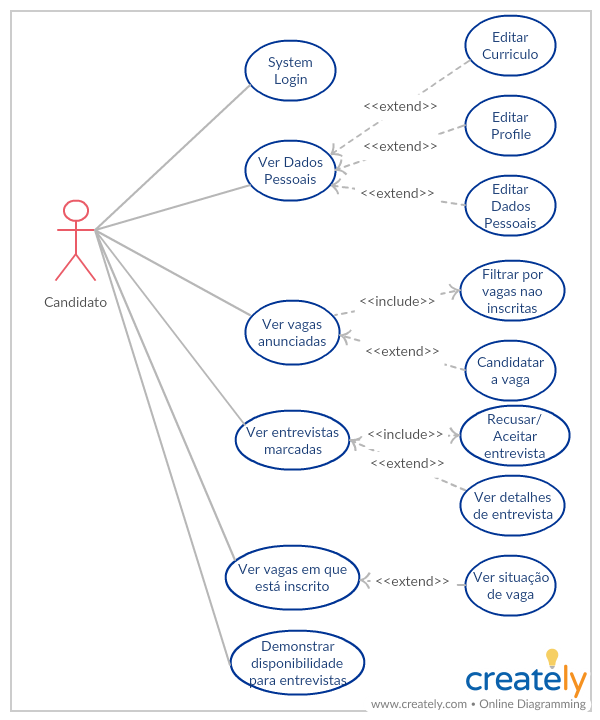 System
Login
Editar
Curriculo
<<extend>>
Editar
Profile
<<extend>>
Ver Dados
Pessoais
<<extend>>
Editar
Dados
Pessoais
Candidato
Filtrar por
vagas nao
inscritas
<<include>>
Ver vagas
anunciadas
<<extend>>
Candidatar
a vaga
Ver entrevistas
marcadas
<<include>>
Recusar/
Aceitar
entrevista
<<extend>>
Ver detalhes
de entrevista
Ver vagas em que
está inscrito
<<extend>>
Ver situação
de vaga
Demonstrar
disponibilidade
para entrevistas
creately
www.creately.com • Online Diagramming